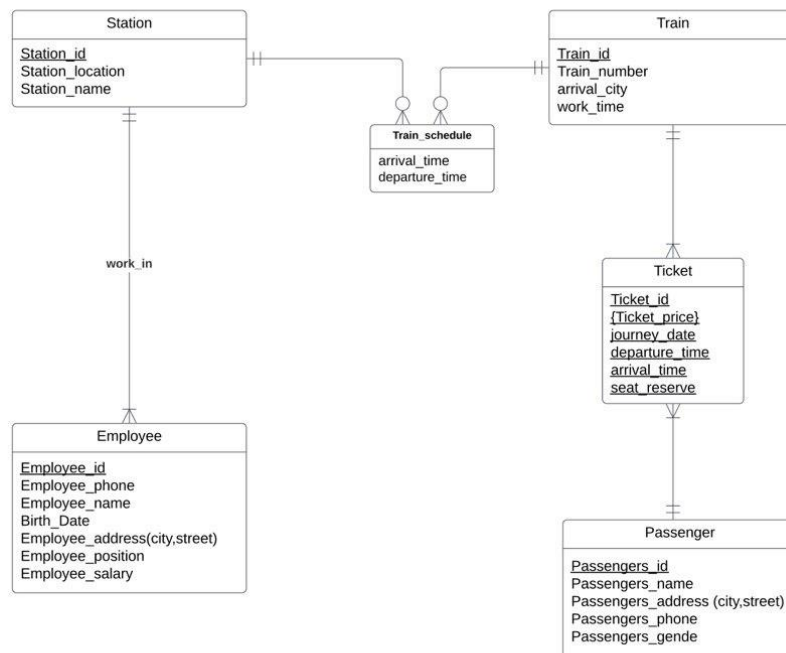 Station
Station_id
Station_location
Station_name
Train
Train_id
Train_number
arrival_city
work_time
Train_schedule
arrival_time
departure_time
work_in
Ticket
Ticket_id
{Ticket_price}
journey_date
departure_time
arrival_time
seat_reserve
Employee
Employee_id
Employee_phone
Employee_name
Birth_Date
Employee_address(city,street)
Employee_position
Employee_salary
Passenger
Passengers_id
Passengers_name
Passengers_address (city,street)
Passengers_phone
Passengers_gende